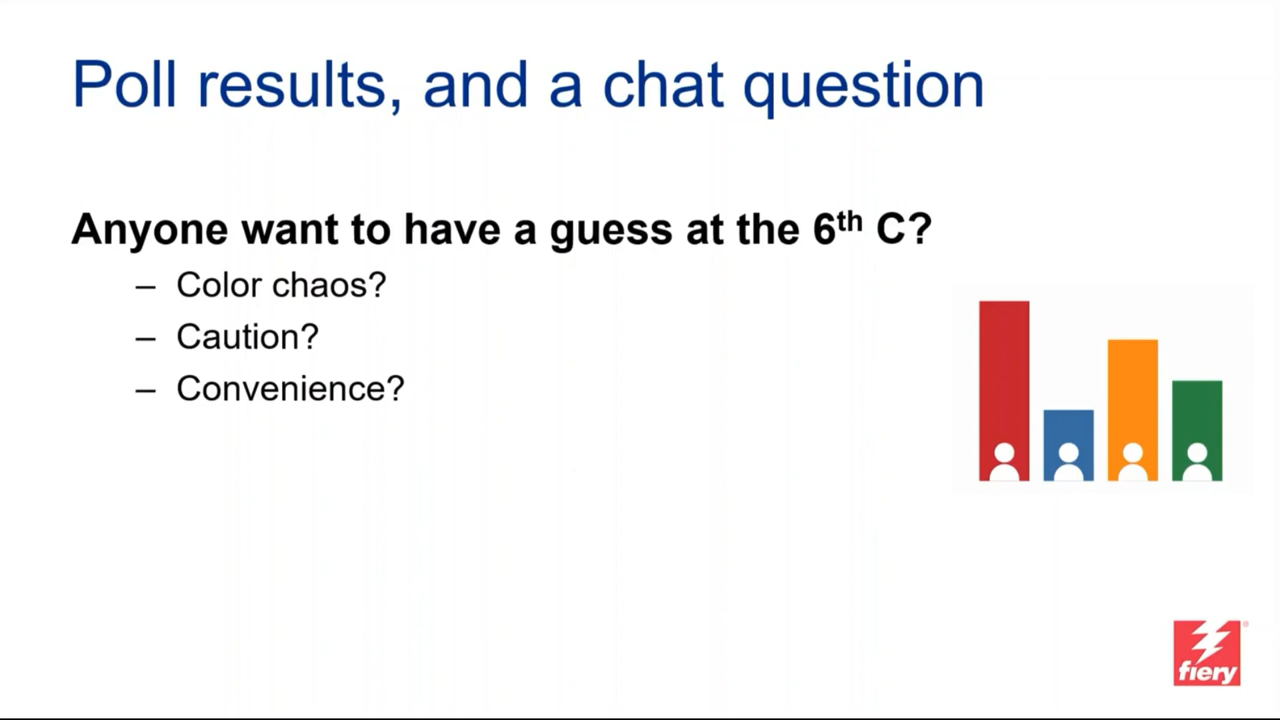 Poll results, and a chat question
Anyone want to have a guess at the 6th C?
– Color chaos?
– Caution?
– Convenience?
fiery®